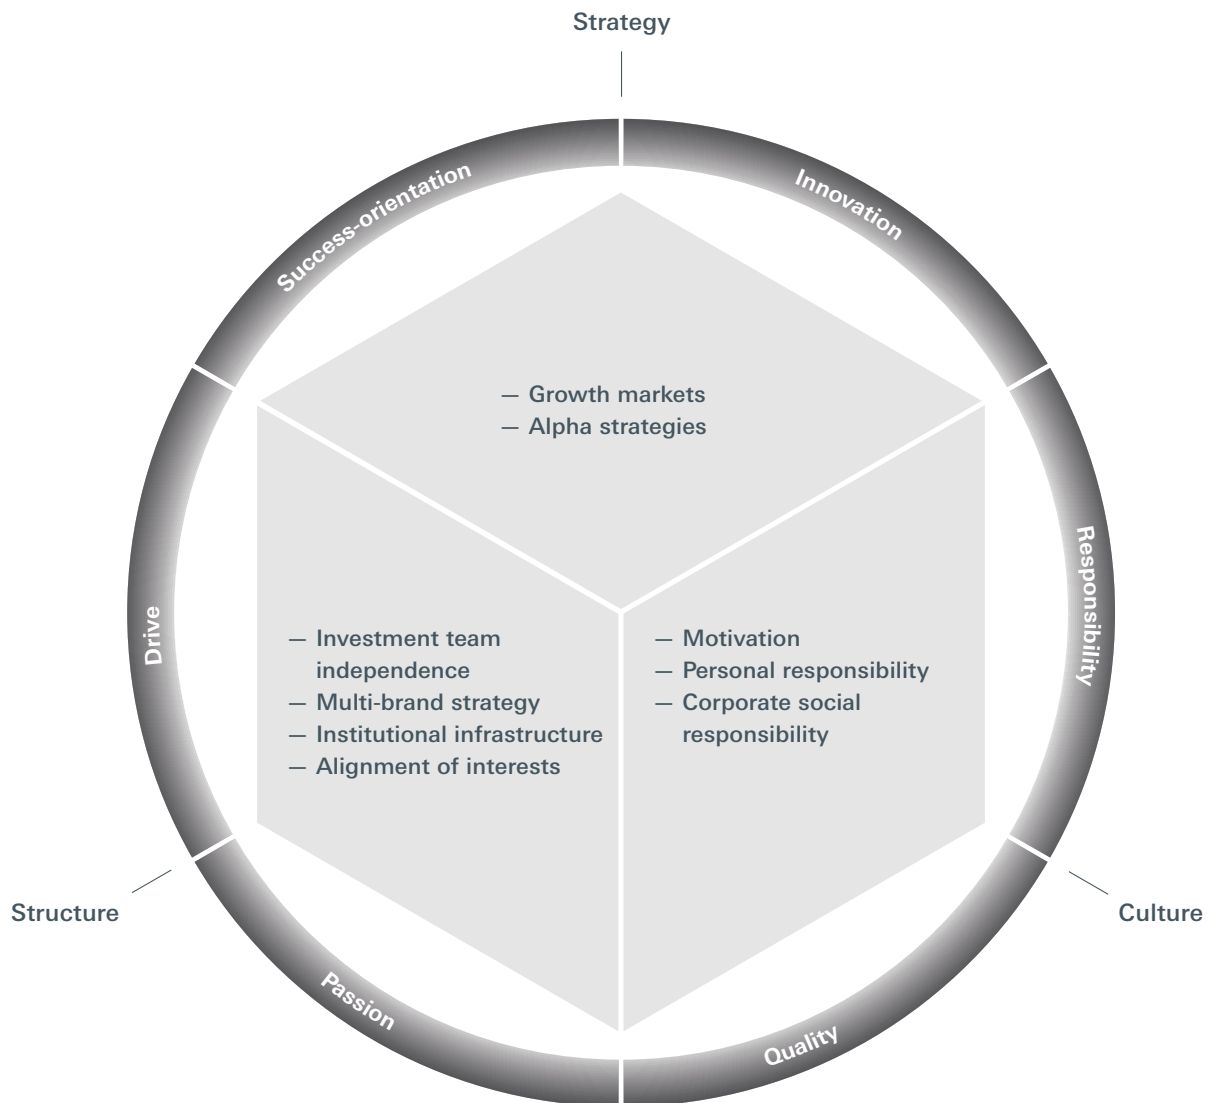 Strategy
Success-orientation
Innovation
— Growth markets
— Alpha strategies
Responsibility
Drive
— Investment team
independence
— Multi-brand strategy
— Institutional infrastructure
— Alignment of interests
— Motivation
— Personal responsibility
— Corporate social
responsibility
Structure
Culture
Passion
Quality